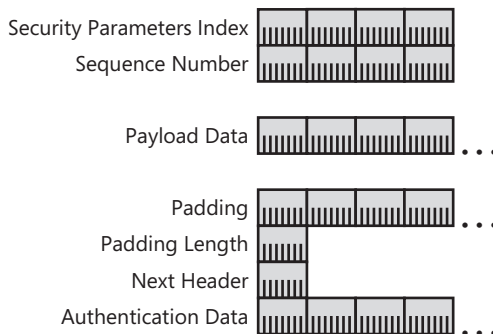 Security Parameters Index
Sequence Number
Payload Data
...
Padding
...
Padding Length
Next Header
Authentication Data
...